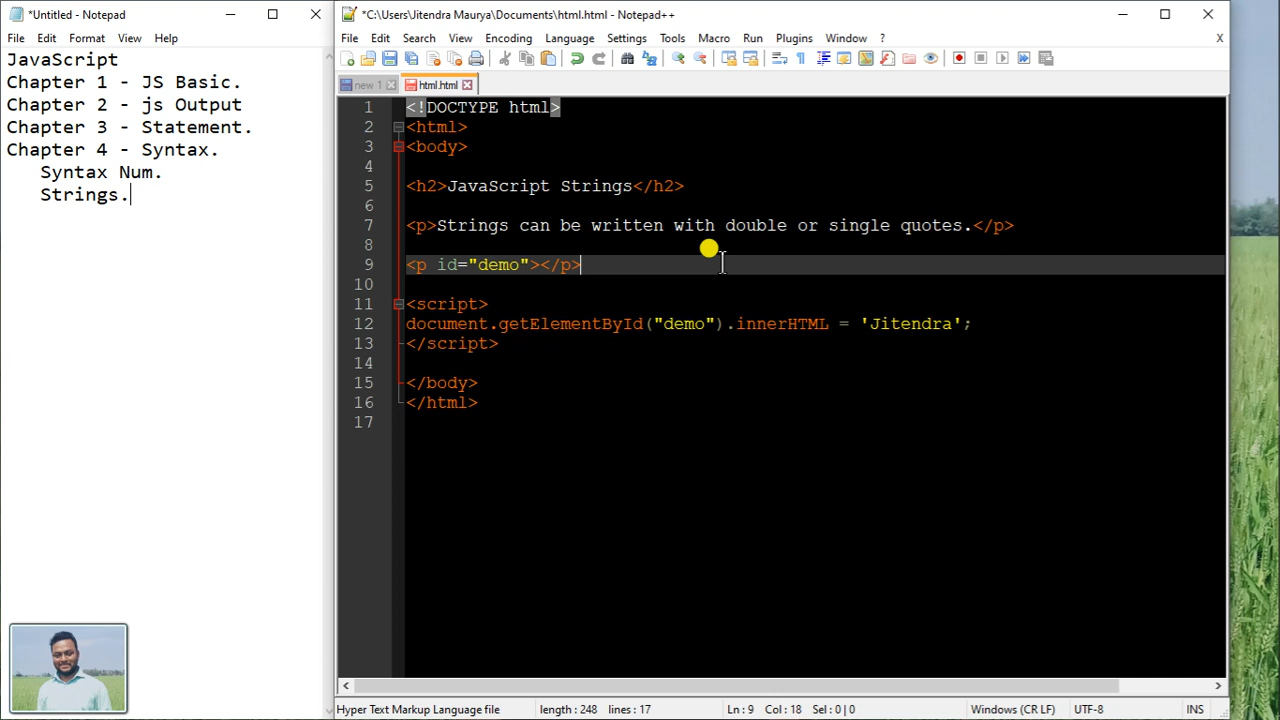 *Untitled - Notepad
File Edit Format View Help
JavaScript
Chapter 1 - JS Basic.
Chapter 2 - js Output
Chapter 3 - Statement.
Chapter 4 - Syntax.
Syntax Num.
Strings.
*C:\Users\Jitendra Maurya\Documents\html.html - Notepad++
File Edit Search View Encoding Language Settings Tools Macro Run Plugins Window ? X
new 1 html.html
1 <!DOCTYPE html>
2 <html>
3 <body>
4
5 <h2>JavaScript Strings</h2>
6
7 <p>Strings can be written with double or single quotes.</p>
8
9 <p id="demo"></p>
10
11 <script>
12 document.getElementById("demo").innerHTML = 'Jitendra';
13 </script>
14
15 </body>
16 </html>
17
Hyper Text Markup Language file length : 248 lines : 17 Ln : 9 Col : 18 Sel : 0 | 0 Windows (CR LF) UTF-8 INS